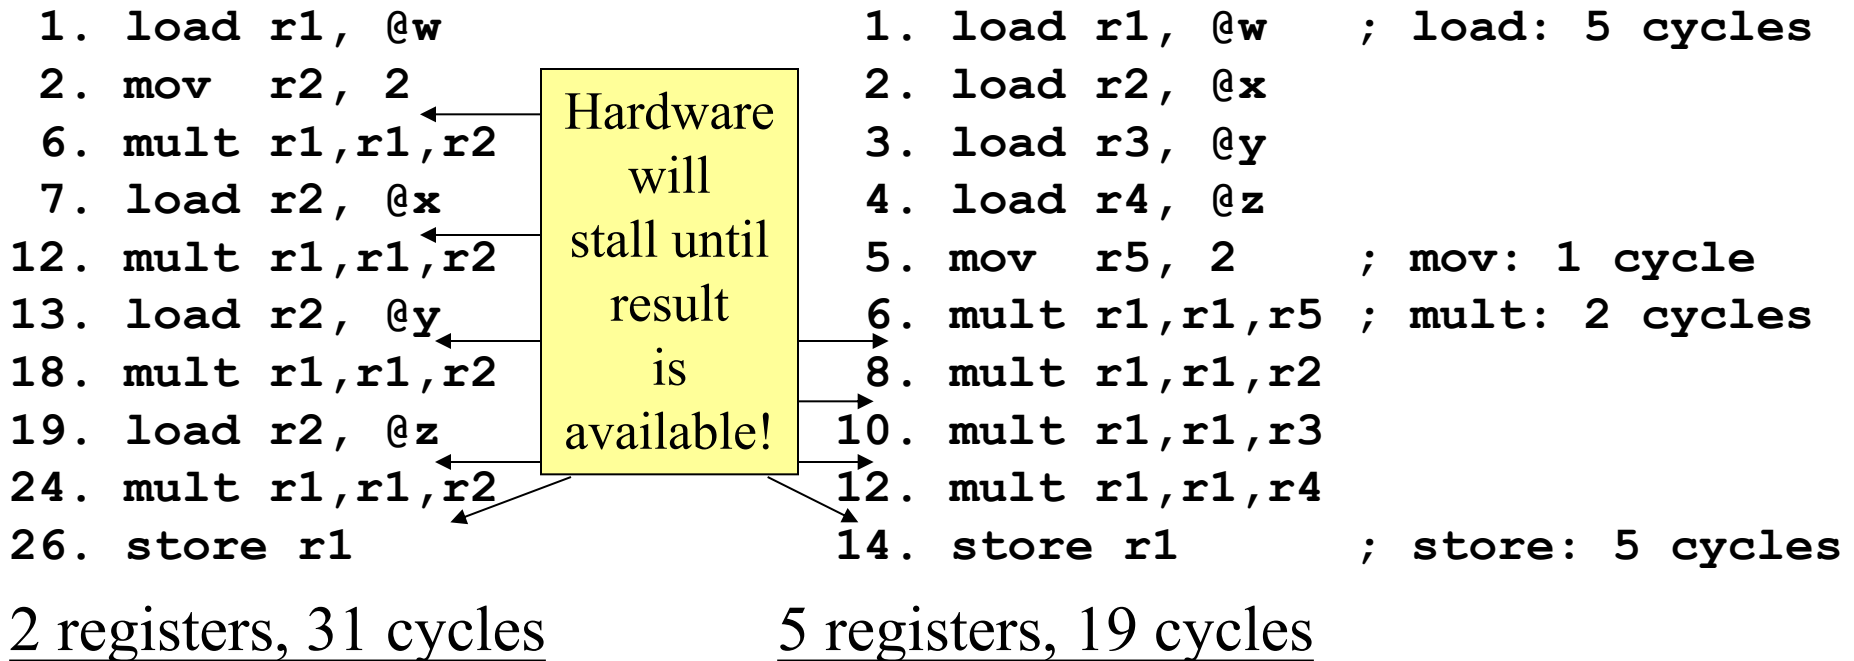 1. load r1, @w
2. mov r2, 2
6. mult r1,r1,r2
7. load r2, @x
12. mult r1,r1,r2
13. load r2, @y
18. mult r1,r1,r2
19. load r2, @z
24. mult r1,r1,r2
26. store r1
2 registers, 31 cycles
Hardware
will
stall until
result
is
available!
1. load r1, @w ; load: 5 cycles
2. load r2, @x
3. load r3, @y
4. load r4, @z
5. mov r5, 2 ; mov: 1 cycle
6. mult r1,r1,r5 ; mult: 2 cycles
8. mult r1,r1,r2
10. mult r1,r1,r3
12. mult r1,r1,r4
14. store r1 ; store: 5 cycles
5 registers, 19 cycles